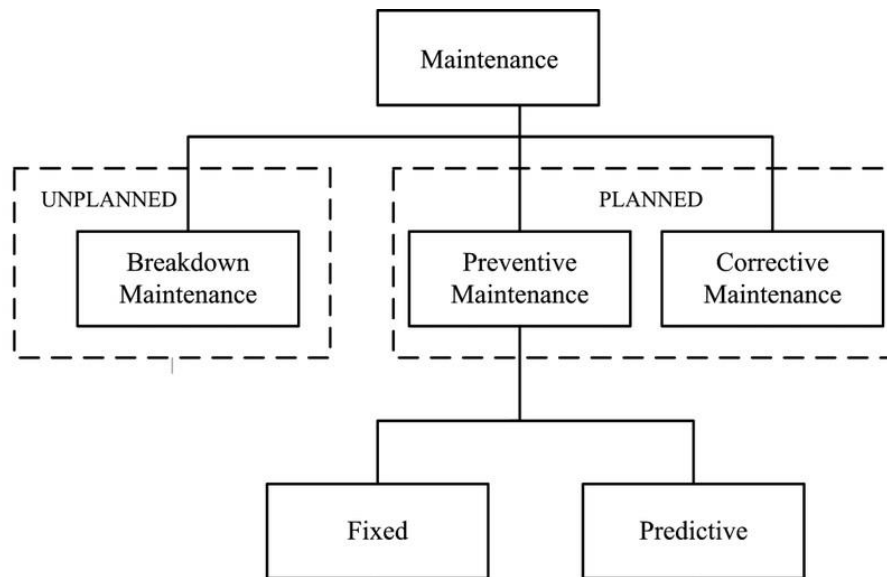 Maintenance
UNPLANNED
PLANNED
Breakdown
Maintenance
Preventive
Maintenance
Corrective
Maintenance
Fixed
Predictive